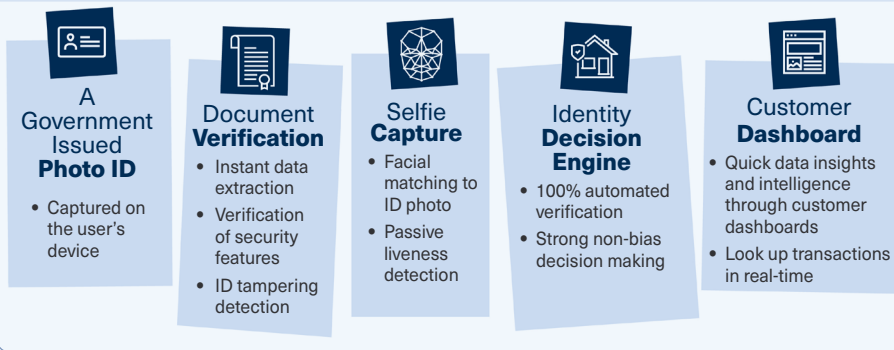 A
Government
Issued
Photo ID
• Captured on
the user's
device
Document
Verification
• Instant data
extraction
• Verification
of security
features
• ID tampering
detection
Selfie
Capture
• Facial
matching to
ID photo
• Passive
liveness
detection
Identity
Decision
Engine
• 100% automated
verification
• Strong non-bias
decision making
Customer
Dashboard
• Quick data insights
and intelligence
through customer
dashboards
• Look up transactions
in real-time